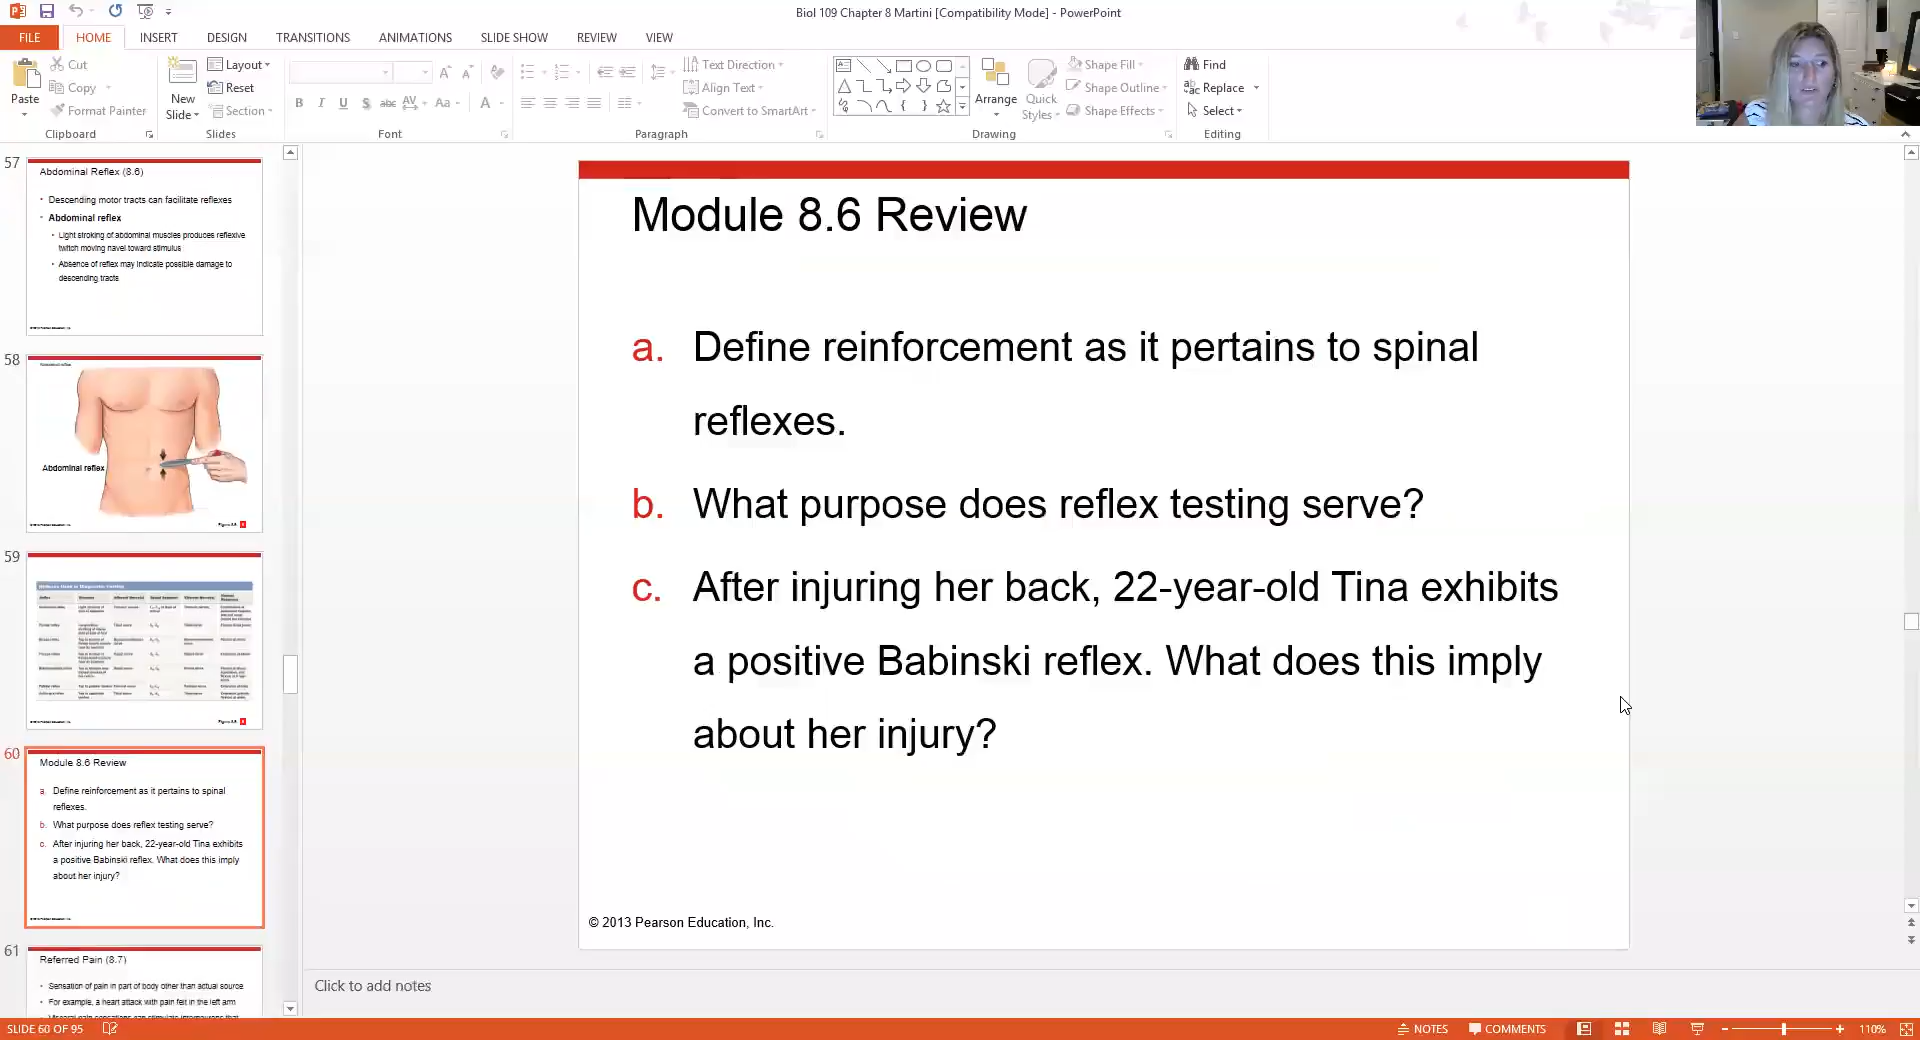 Biol 109 Chapter 8 Martini [Compatibility Mode] - PowerPoint
FILE HOME INSERT DESIGN TRANSITIONS ANIMATIONS SLIDE SHOW REVIEW VIEW
Paste
Cut
Copy
Format Painter
Clipboard
New
Slide
Layout
Reset
Section
Slides
B I U S abc AV Aa A
Font
Text Direction
Align Text
Convert to SmartArt
Paragraph
Arrange
Quick
Styles
Shape Fill
Shape Outline
Shape Effects
Drawing
Find
Replace
Select
Editing
57
Abdominal Reflex (8.6)
• Descending motor tracts can facilitate reflexes
• Abdominal reflex
• Light stroking of abdominal muscles produces reflexive
twitch moving navel toward stimulus
• Absence of reflex may indicate possible damage to
descending tracts
58
Abdominal reflex
Abdominal reflex
59
60
Module 8.6 Review
a. Define reinforcement as it pertains to spinal
reflexes.
b. What purpose does reflex testing serve?
c. After injuring her back, 22-year-old Tina exhibits
a positive Babinski reflex. What does this imply
about her injury?
61
Referred Pain (8.7)
• Sensation of pain in part of body other than actual source
• For example, a heart attack with pain felt in the left arm
Module 8.6 Review
a. Define reinforcement as it pertains to spinal
reflexes.
b. What purpose does reflex testing serve?
c. After injuring her back, 22-year-old Tina exhibits
a positive Babinski reflex. What does this imply
about her injury?
© 2013 Pearson Education, Inc.
Click to add notes
SLIDE 60 OF 95
NOTES COMMENTS 110%